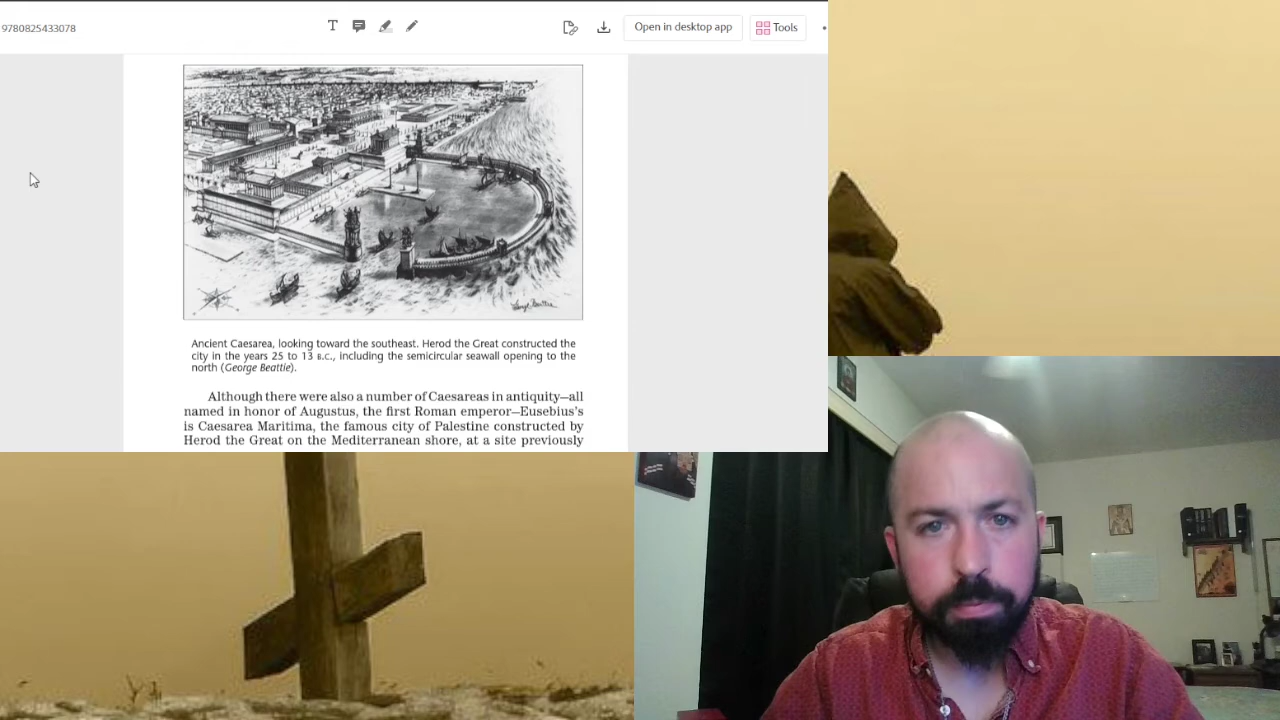 9780825433078
T
Open in desktop app
Tools
George Beattie
Ancient Caesarea, looking toward the southeast. Herod the Great constructed the
city in the years 25 to 13 B.C., including the semicircular seawall opening to the
north (George Beattie).
Although there were also a number of Caesareas in antiquity—all
named in honor of Augustus, the first Roman emperor—Eusebius's
is Caesarea Maritima, the famous city of Palestine constructed by
Herod the Great on the Mediterranean shore, at a site previously